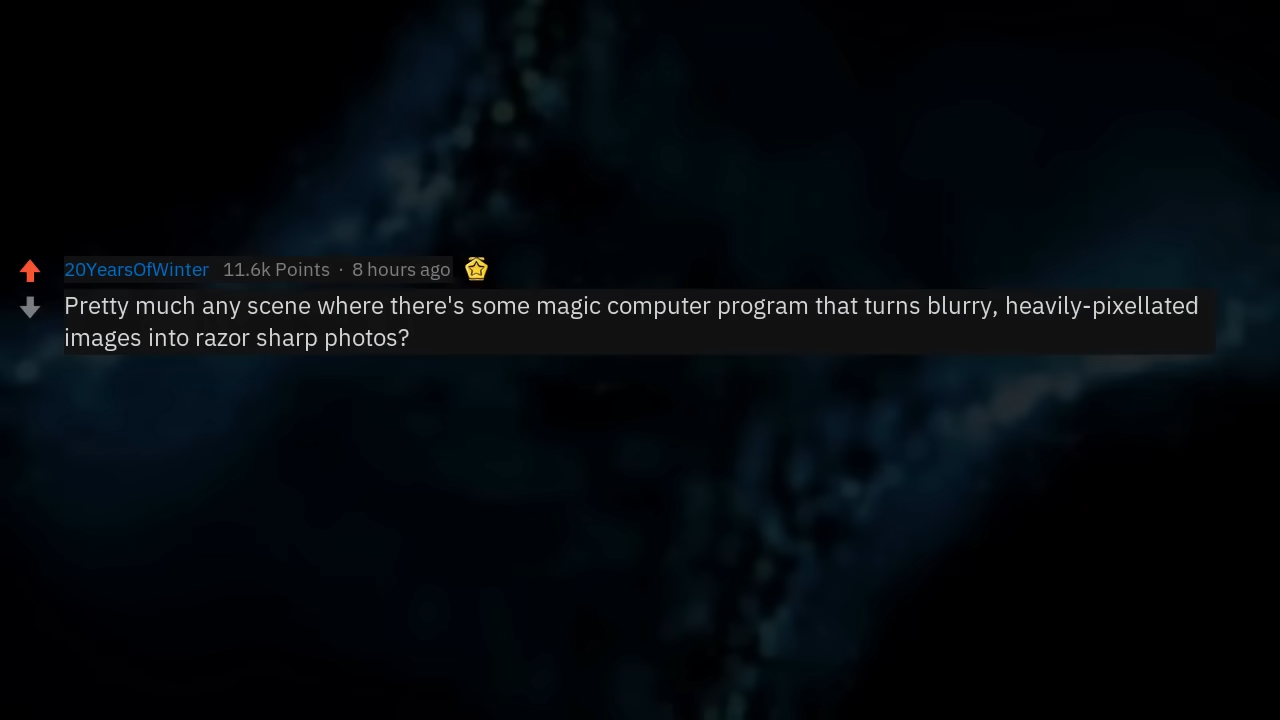 20YearsOfWinter 11.6k Points · 8 hours ago
Pretty much any scene where there's some magic computer program that turns blurry, heavily-pixellated
images into razor sharp photos?